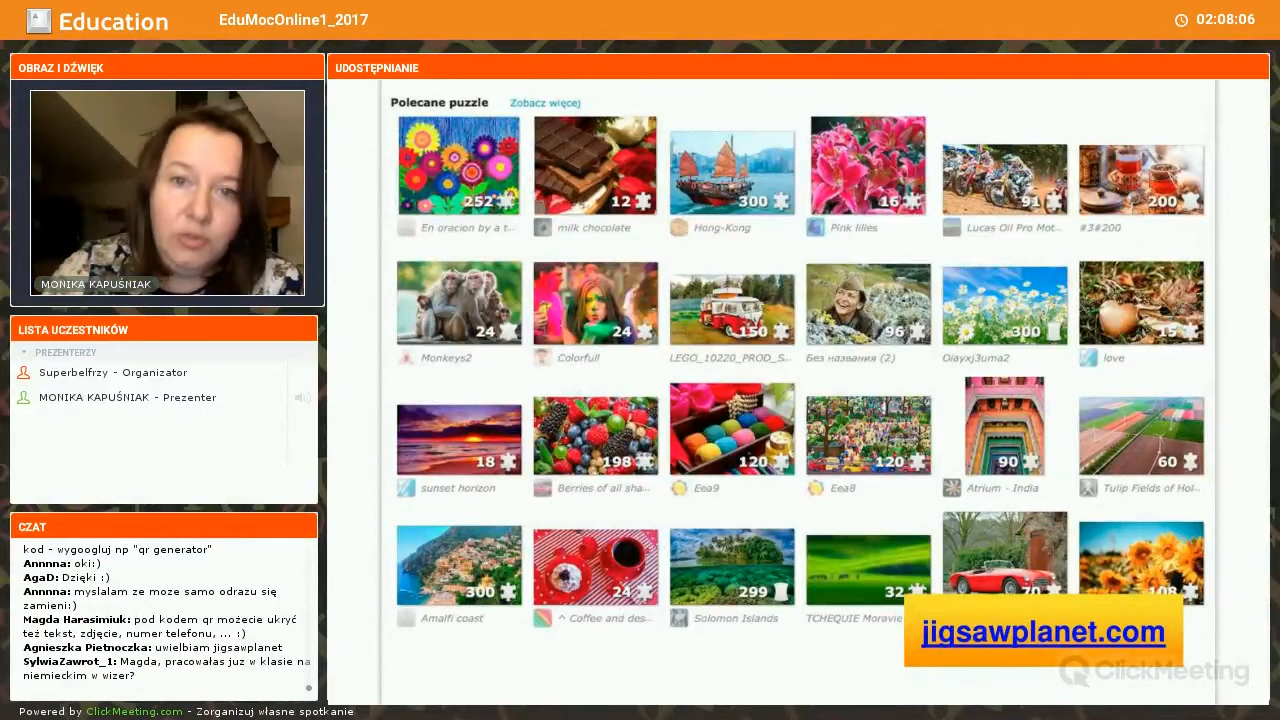 Education
EduMocOnline1_2017
02:08:06
OBRAZ I DŹWIĘK
MONIKA KAPUŚNIAK
LISTA UCZESTNIKÓW
PREZENTERZY
Superbelfrzy - Organizator
MONIKA KAPUŚNIAK - Prezenter
CZAT
kod - wygoogluj np "qr generator"
Annnna: oki:)
AgaD: Dzięki :)
Annnna: myslalam ze moze samo odrazu się
zamieni:)
Magda Harasimiuk: pod kodem qr możecie ukryć
też tekst, zdjęcie, numer telefonu, ... :)
Agnieszka Pietnoczka: uwielbiam jigsawplanet
SylwiaZawrot_1: Magda, pracowałas juz w klasie na
niemieckim w wizer?
Powered by ClickMeeting.com - Zorganizuj własne spotkanie
UDOSTĘPNIANIE
Polecane puzzle Zobacz więcej
252 12 300 16 91 200
En oracion by a t... milk chocolate Hong-Kong Pink lilies Lucas Oil Pro Mot... #3#200
24 24 150 96 300 15
Monkeys2 Colorfull LEGO_10220_PROD_S... Без названия (2) Oiayxj3uma2 love
18 198 120 120 90 60
sunset horizon Berries of all sha... Eea9 Eea8 Atrium - India Tulip Fields of Hol...
300 24 299 32 70 108
Amalfi coast ^ Coffee and des... Solomon Islands TCHEQUIE Moravie
jigsawplanet.com
ClickMeeting